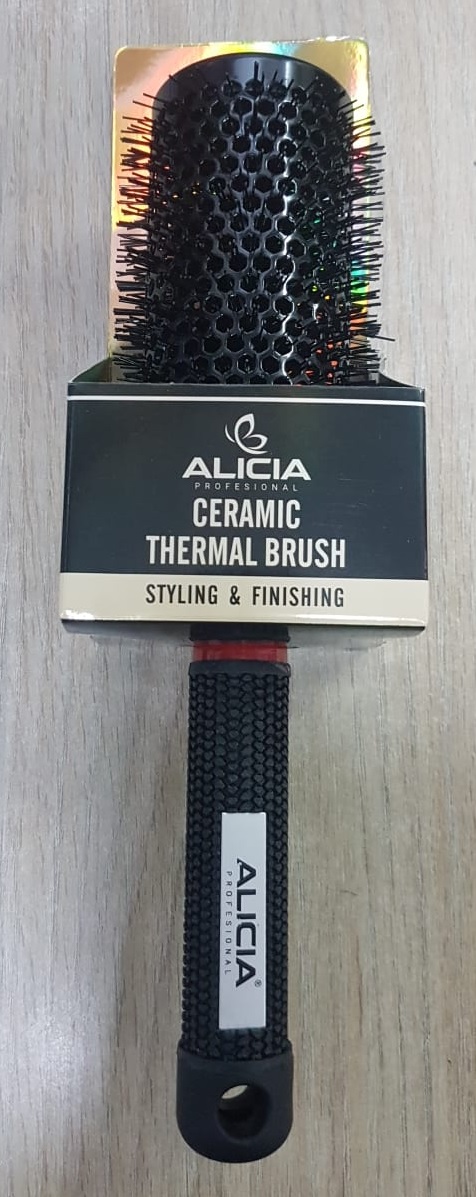 ALICIA
PROFESIONAL
CERAMIC
THERMAL BRUSH
STYLING & FINISHING
ALICIA®
PROFESIONAL